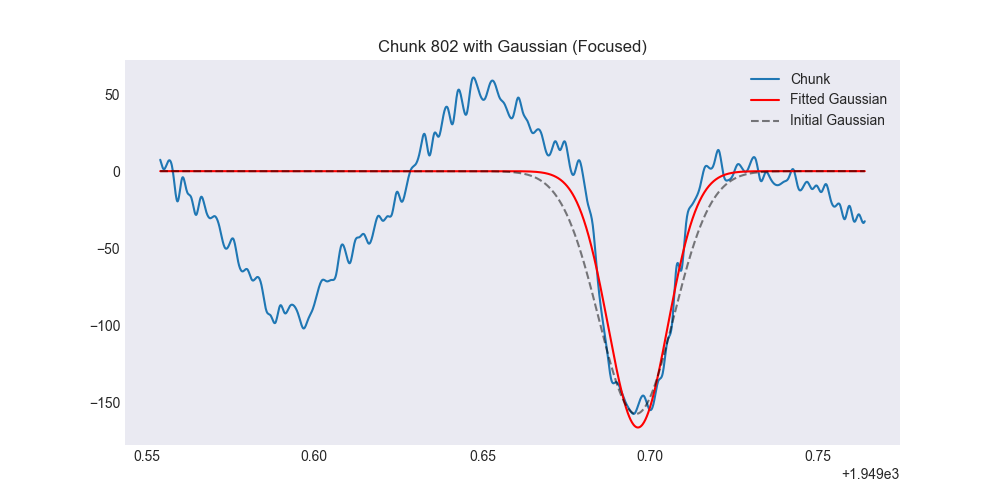 Chunk 802 with Gaussian (Focused)
Chunk
Fitted Gaussian
Initial Gaussian
50
0
−50
−100
−150
0.55 0.60 0.65 0.70 0.75
+1.949e3